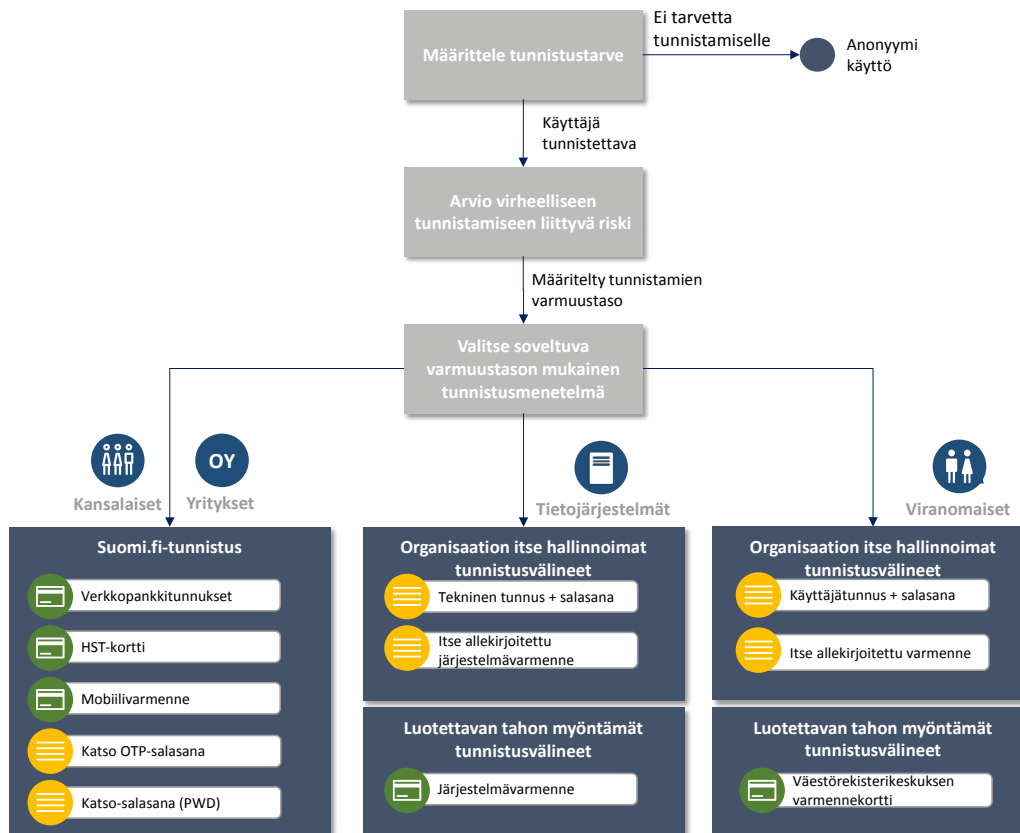 Määrittele tunnistustarve
Ei tarvetta
tunnistamiselle
Anonyymi
käyttö
Käyttäjä
tunnistettava
Arvio virheelliseen
tunnistamiseen liittyvä riski
Määritelty tunnistamien
varmuustaso
Valitse soveltuva
varmuustason mukainen
tunnistusmenetelmä
Kansalaiset
OY
Yritykset
Tietojärjestelmät
Viranomaiset
Suomi.fi-tunnistus
Verkkopankkitunnukset
HST-kortti
Mobiilivarmenne
Katso OTP-salasana
Katso-salasana (PWD)
Organisaation itse hallinnoimat
tunnistusvälineet
Tekninen tunnus + salasana
Itse allekirjoitettu
järjestelmävarmenne
Luotettavan tahon myöntämät
tunnistusvälineet
Järjestelmävarmenne
Organisaation itse hallinnoimat
tunnistusvälineet
Käyttäjätunnus + salasana
Itse allekirjoitettu varmenne
Luotettavan tahon myöntämät
tunnistusvälineet
Väestörekisterikeskuksen
varmennekortti